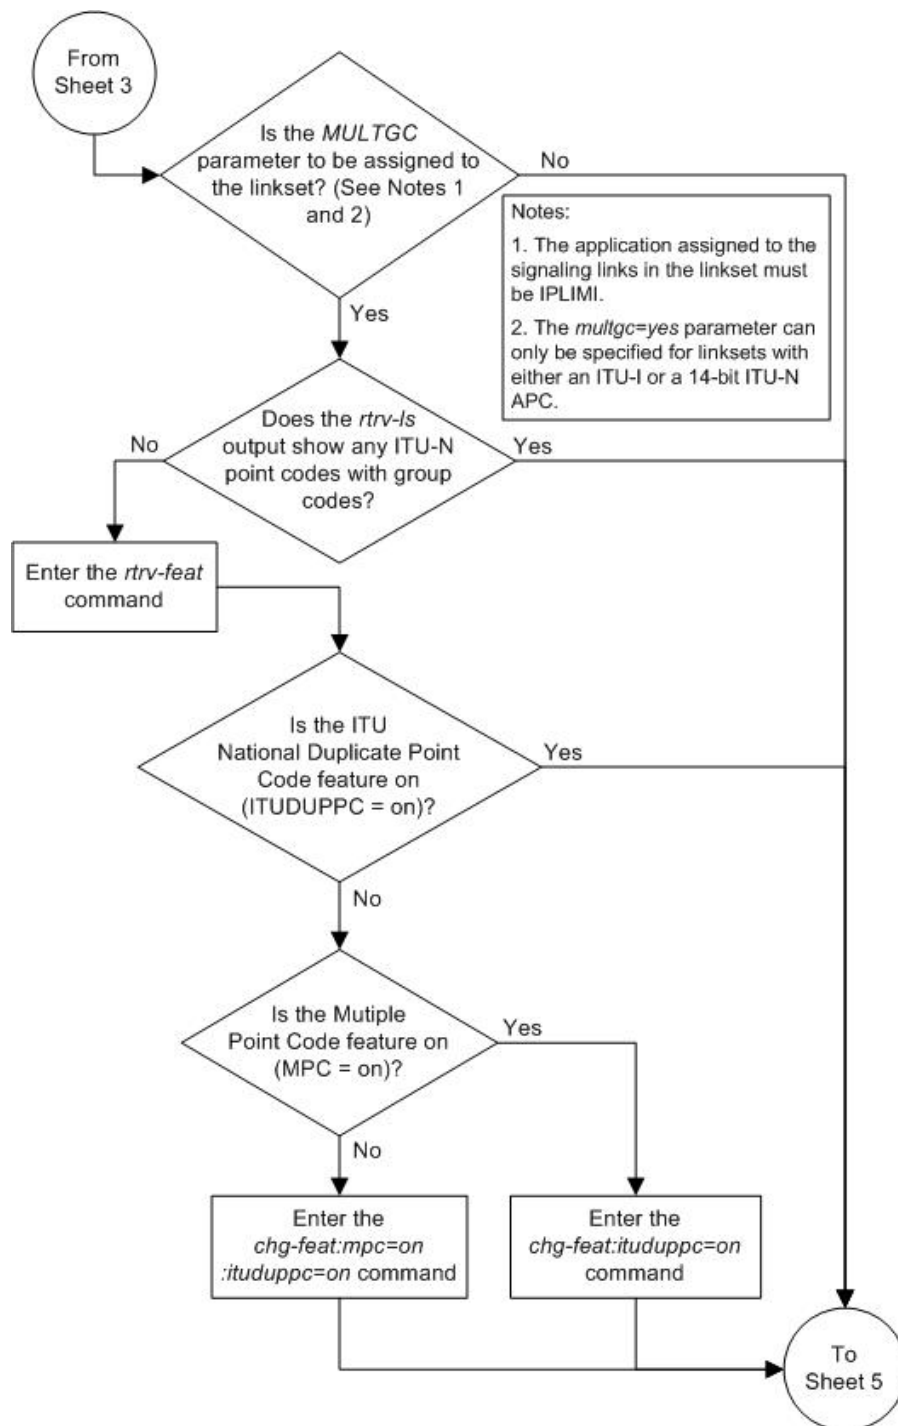 From
Sheet 3
Is the MULTGC
parameter to be assigned to
the linkset? (See Notes 1
and 2)
No
Yes
Notes:
1. The application assigned to the
signaling links in the linkset must
be IPLIMI.
2. The multgc=yes parameter can
only be specified for linksets with
either an ITU-I or a 14-bit ITU-N
APC.
Does the rtrv-ls
output show any ITU-N
point codes with group
codes?
No
Yes
Enter the rtrv-feat
command
Is the ITU
National Duplicate Point
Code feature on
(ITUDUPPC = on)?
Yes
No
Is the Mutiple
Point Code feature on
(MPC = on)?
Yes
No
Enter the
chg-feat:mpc=on
:ituduppc=on command
Enter the
chg-feat:ituduppc=on
command
To
Sheet 5